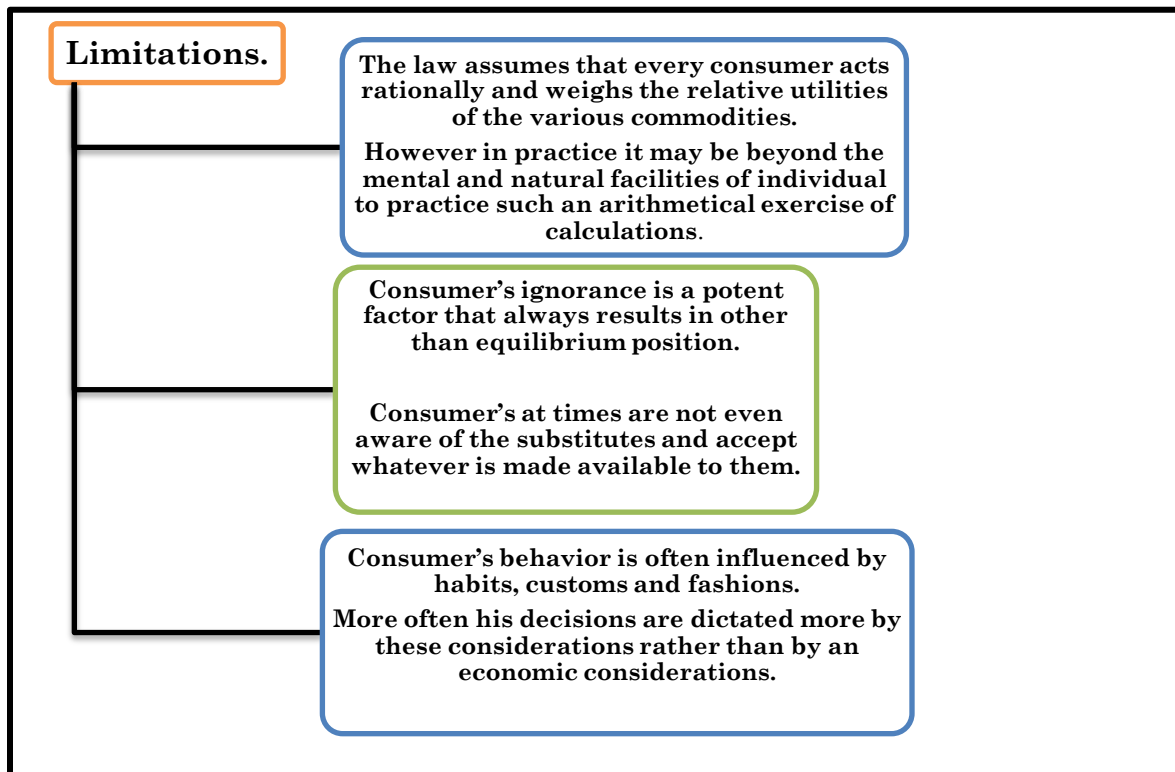 Limitations.
The law assumes that every consumer acts
rationally and weighs the relative utilities
of the various commodities.
However in practice it may be beyond the
mental and natural facilities of individual
to practice such an arithmetical exercise of
calculations.
Consumer’s ignorance is a potent
factor that always results in other
than equilibrium position.
Consumer’s at times are not even
aware of the substitutes and accept
whatever is made available to them.
Consumer’s behavior is often influenced by
habits, customs and fashions.
More often his decisions are dictated more by
these considerations rather than by an
economic considerations.